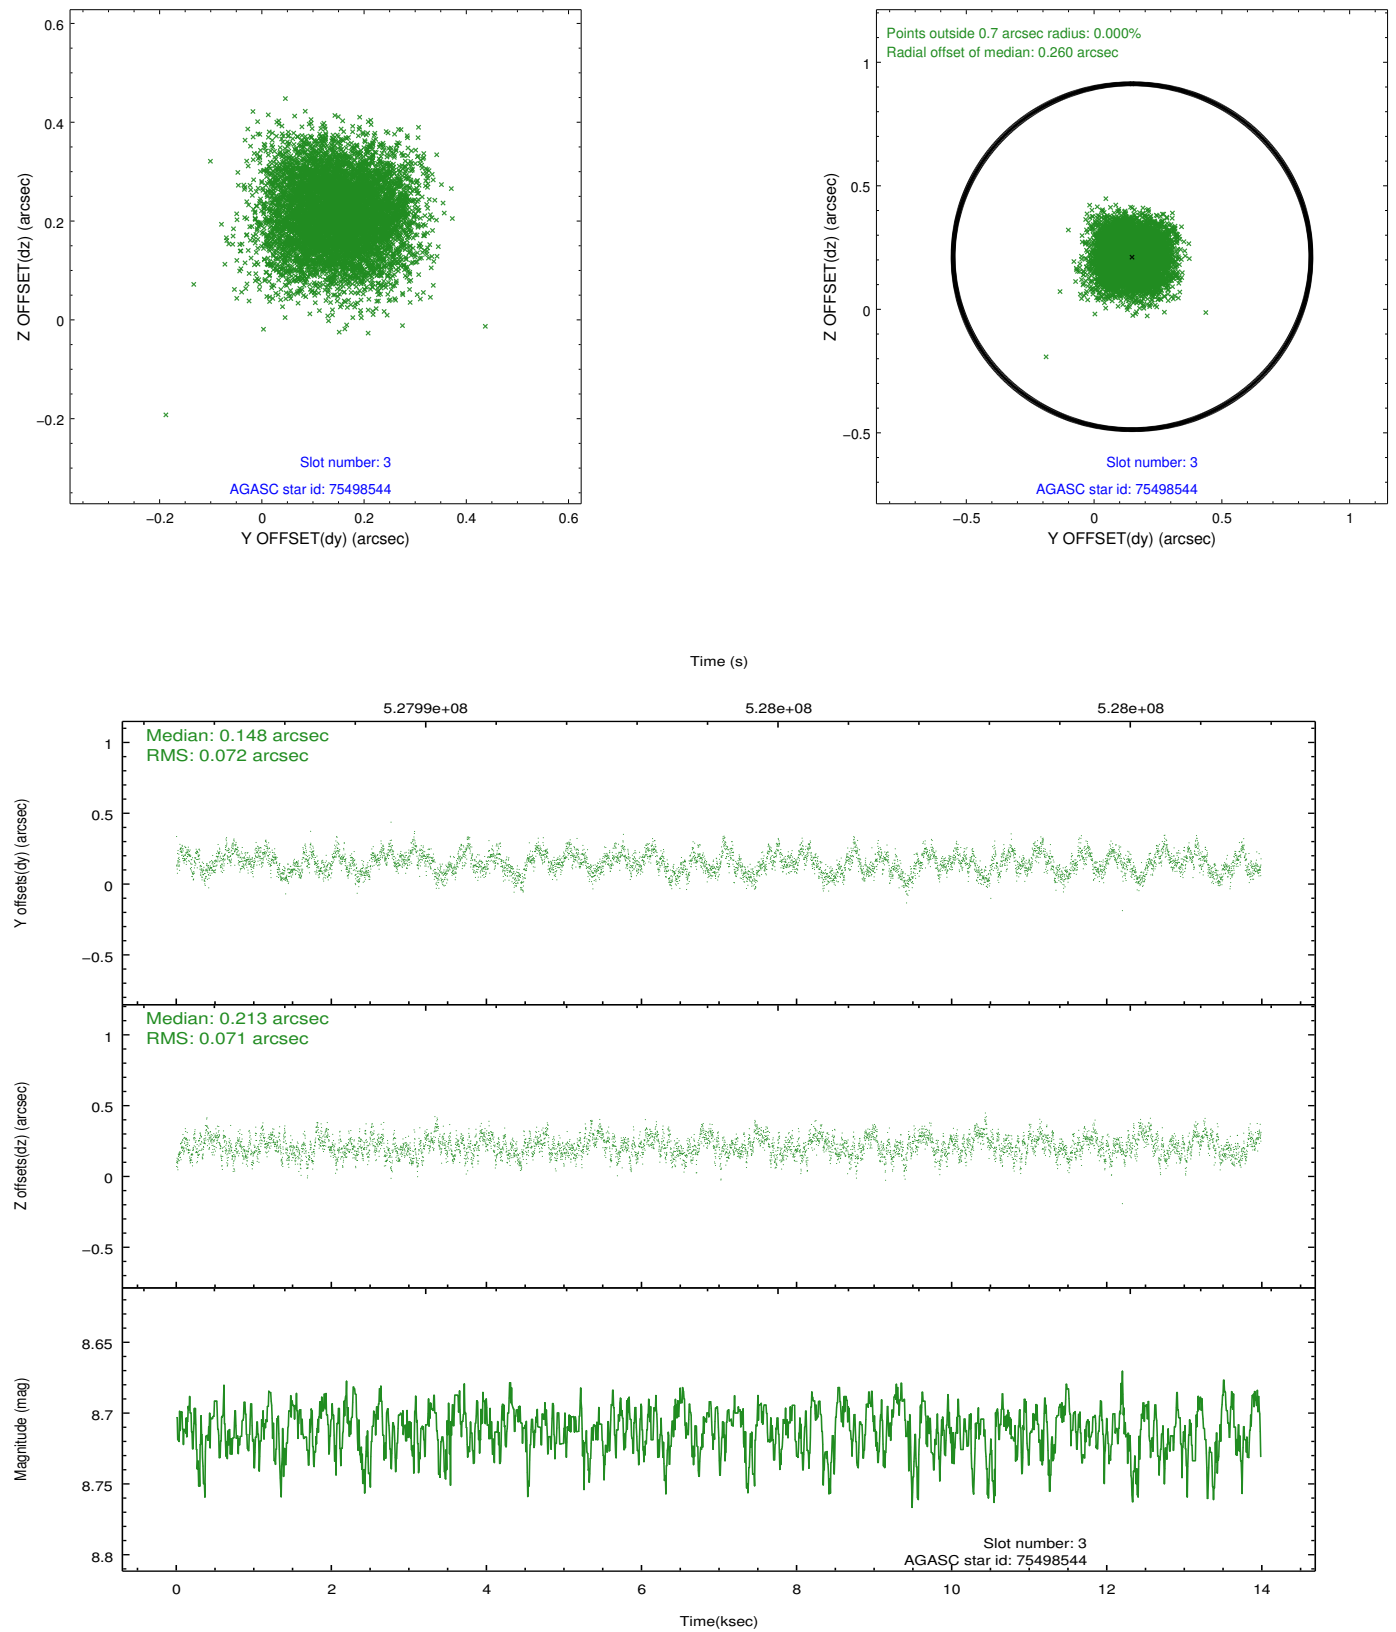 0.6
0.4
0.2
0
−0.2
Z OFFSET(dz) (arcsec)
Slot number: 3
AGASC star id: 75498544
−0.2 0 0.2 0.4 0.6
Y OFFSET(dy) (arcsec)
Points outside 0.7 arcsec radius: 0.000%
Radial offset of median: 0.260 arcsec
1
0.5
0
−0.5
Z OFFSET(dz) (arcsec)
Slot number: 3
AGASC star id: 75498544
−0.5 0 0.5 1
Y OFFSET(dy) (arcsec)
Time (s)
5.2799e+08 5.28e+08 5.28e+08
Median: 0.148 arcsec
RMS: 0.072 arcsec
1
0.5
0
−0.5
Y offsets(dy) (arcsec)
Median: 0.213 arcsec
RMS: 0.071 arcsec
1
0.5
0
−0.5
Z offsets(dz) (arcsec)
8.65
8.7
8.75
8.8
Magnitude (mag)
Slot number: 3
AGASC star id: 75498544
0 2 4 6 8 10 12 14
Time(ksec)